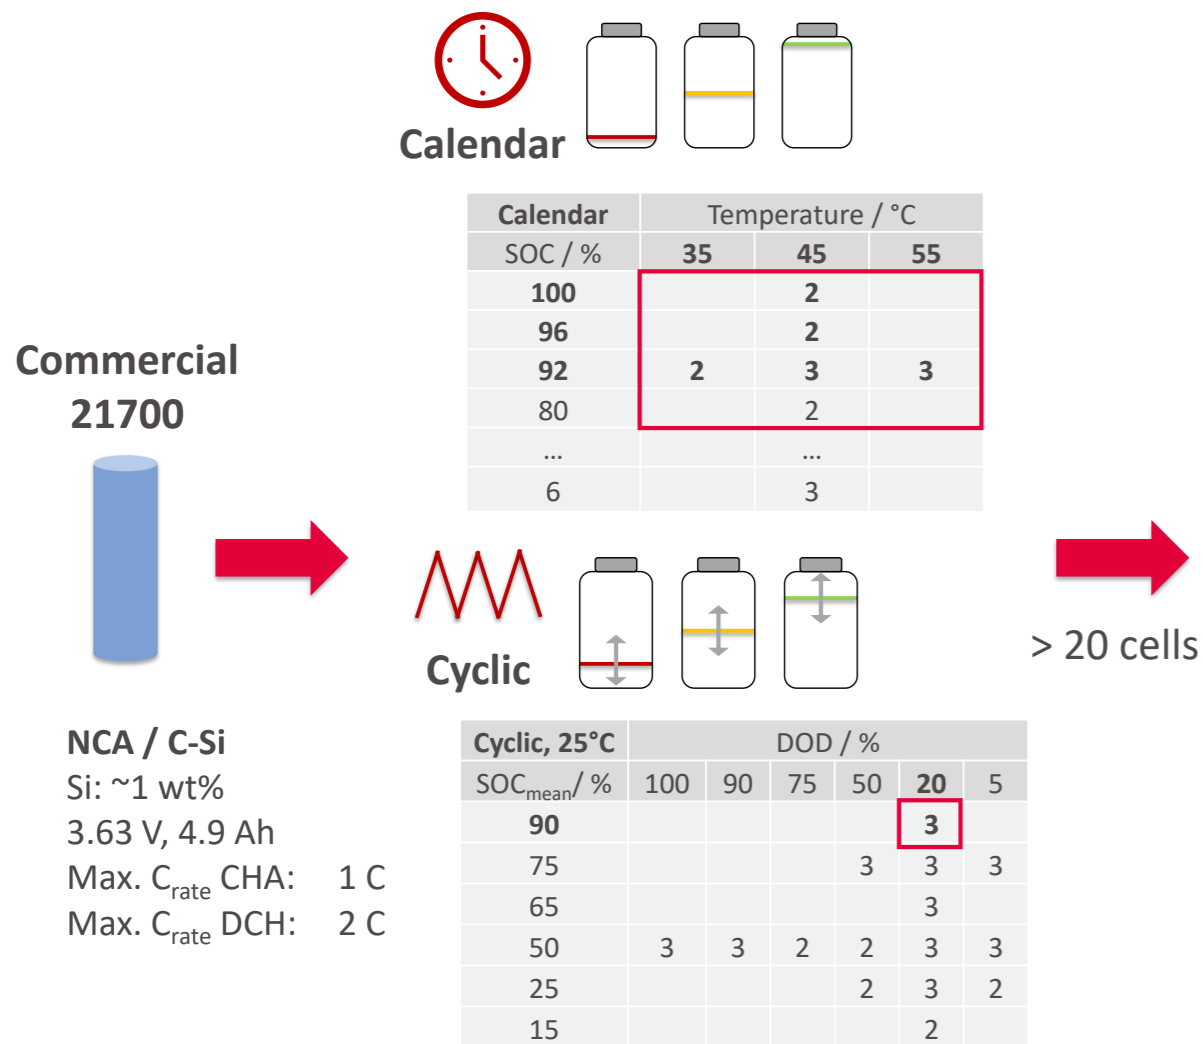 Calendar
Calendar Temperature / °C
SOC / % 35 45 55
100 2
96 2
92 2 3 3
80 2
... ...
6 3
Commercial
21700
NCA / C-Si
Si: ~1 wt%
3.63 V, 4.9 Ah
Max. Crate CHA: 1 C
Max. Crate DCH: 2 C
Cyclic
Cyclic, 25°C DOD / %
SOCmean/ % 100 90 75 50 20 5
90 3
75 3 3 3
65 3
50 3 3 2 2 3 3
25 2 3 2
15 2
> 20 cells